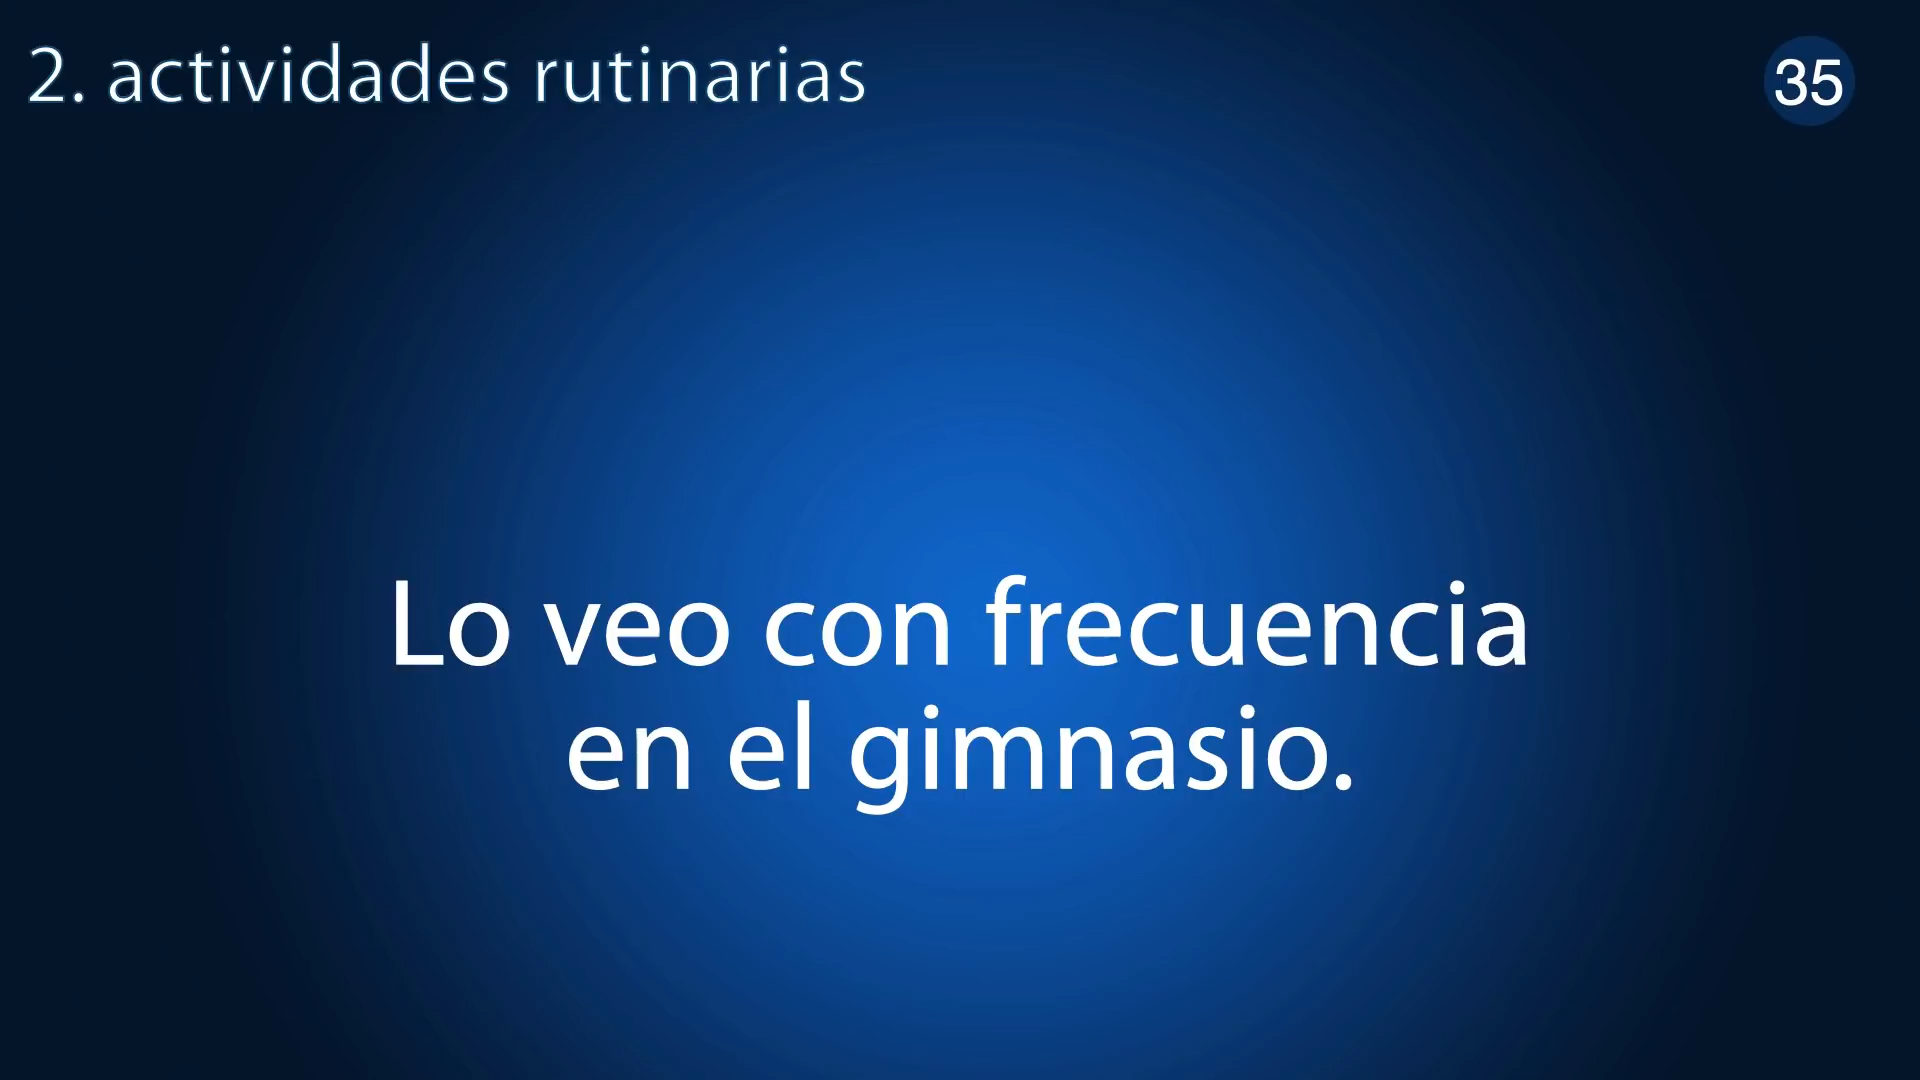 2. actividades rutinarias
35
Lo veo con frecuencia
en el gimnasio.